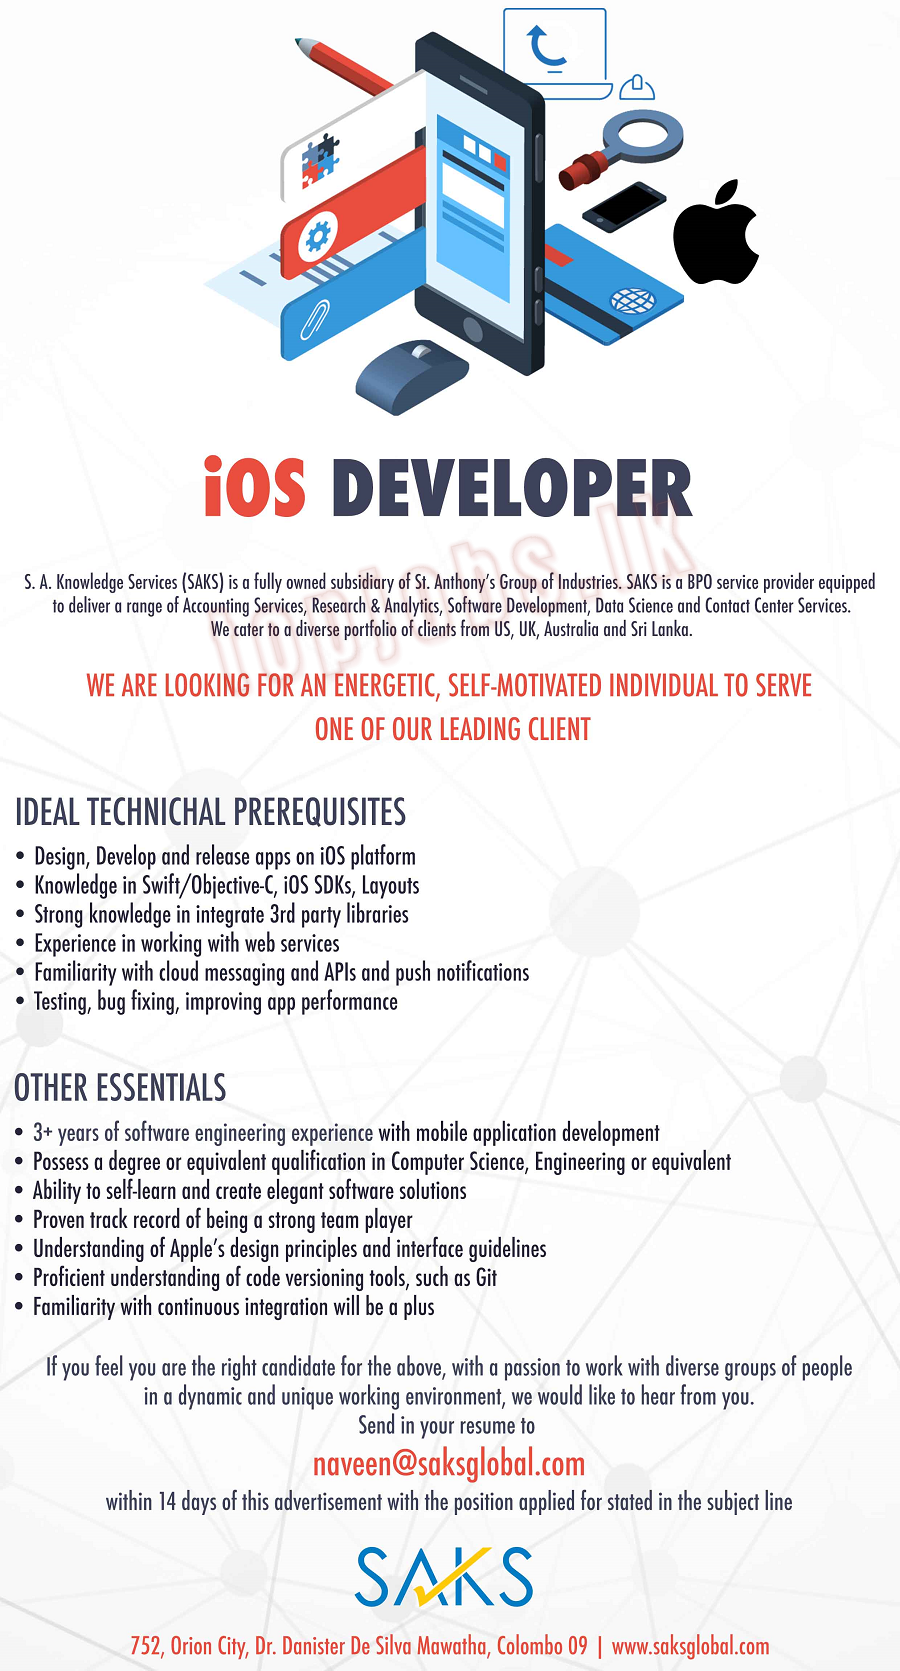 iOS DEVELOPER
topjobs.lk
S. A. Knowledge Services (SAKS) is a fully owned subsidiary of St. Anthony's Group of Industries. SAKS is a BPO service provider equipped
to deliver a range of Accounting Services, Research & Analytics, Software Development, Data Science and Contact Center Services.
We cater to a diverse portfolio of clients from US, UK, Australia and Sri Lanka.
WE ARE LOOKING FOR AN ENERGETIC, SELF-MOTIVATED INDIVIDUAL TO SERVE
ONE OF OUR LEADING CLIENT
IDEAL TECHNICHAL PREREQUISITES
• Design, Develop and release apps on iOS platform
• Knowledge in Swift/Objective-C, iOS SDKs, Layouts
• Strong knowledge in integrate 3rd party libraries
• Experience in working with web services
• Familiarity with cloud messaging and APIs and push notifications
• Testing, bug fixing, improving app performance
OTHER ESSENTIALS
• 3+ years of software engineering experience with mobile application development
• Possess a degree or equivalent qualification in Computer Science, Engineering or equivalent
• Ability to self-learn and create elegant software solutions
• Proven track record of being a strong team player
• Understanding of Apple's design principles and interface guidelines
• Proficient understanding of code versioning tools, such as Git
• Familiarity with continuous integration will be a plus
If you feel you are the right candidate for the above, with a passion to work with diverse groups of people
in a dynamic and unique working environment, we would like to hear from you.
Send in your resume to
naveen@saksglobal.com
within 14 days of this advertisement with the position applied for stated in the subject line
SAKS
752, Orion City, Dr. Danister De Silva Mawatha, Colombo 09 | www.saksglobal.com